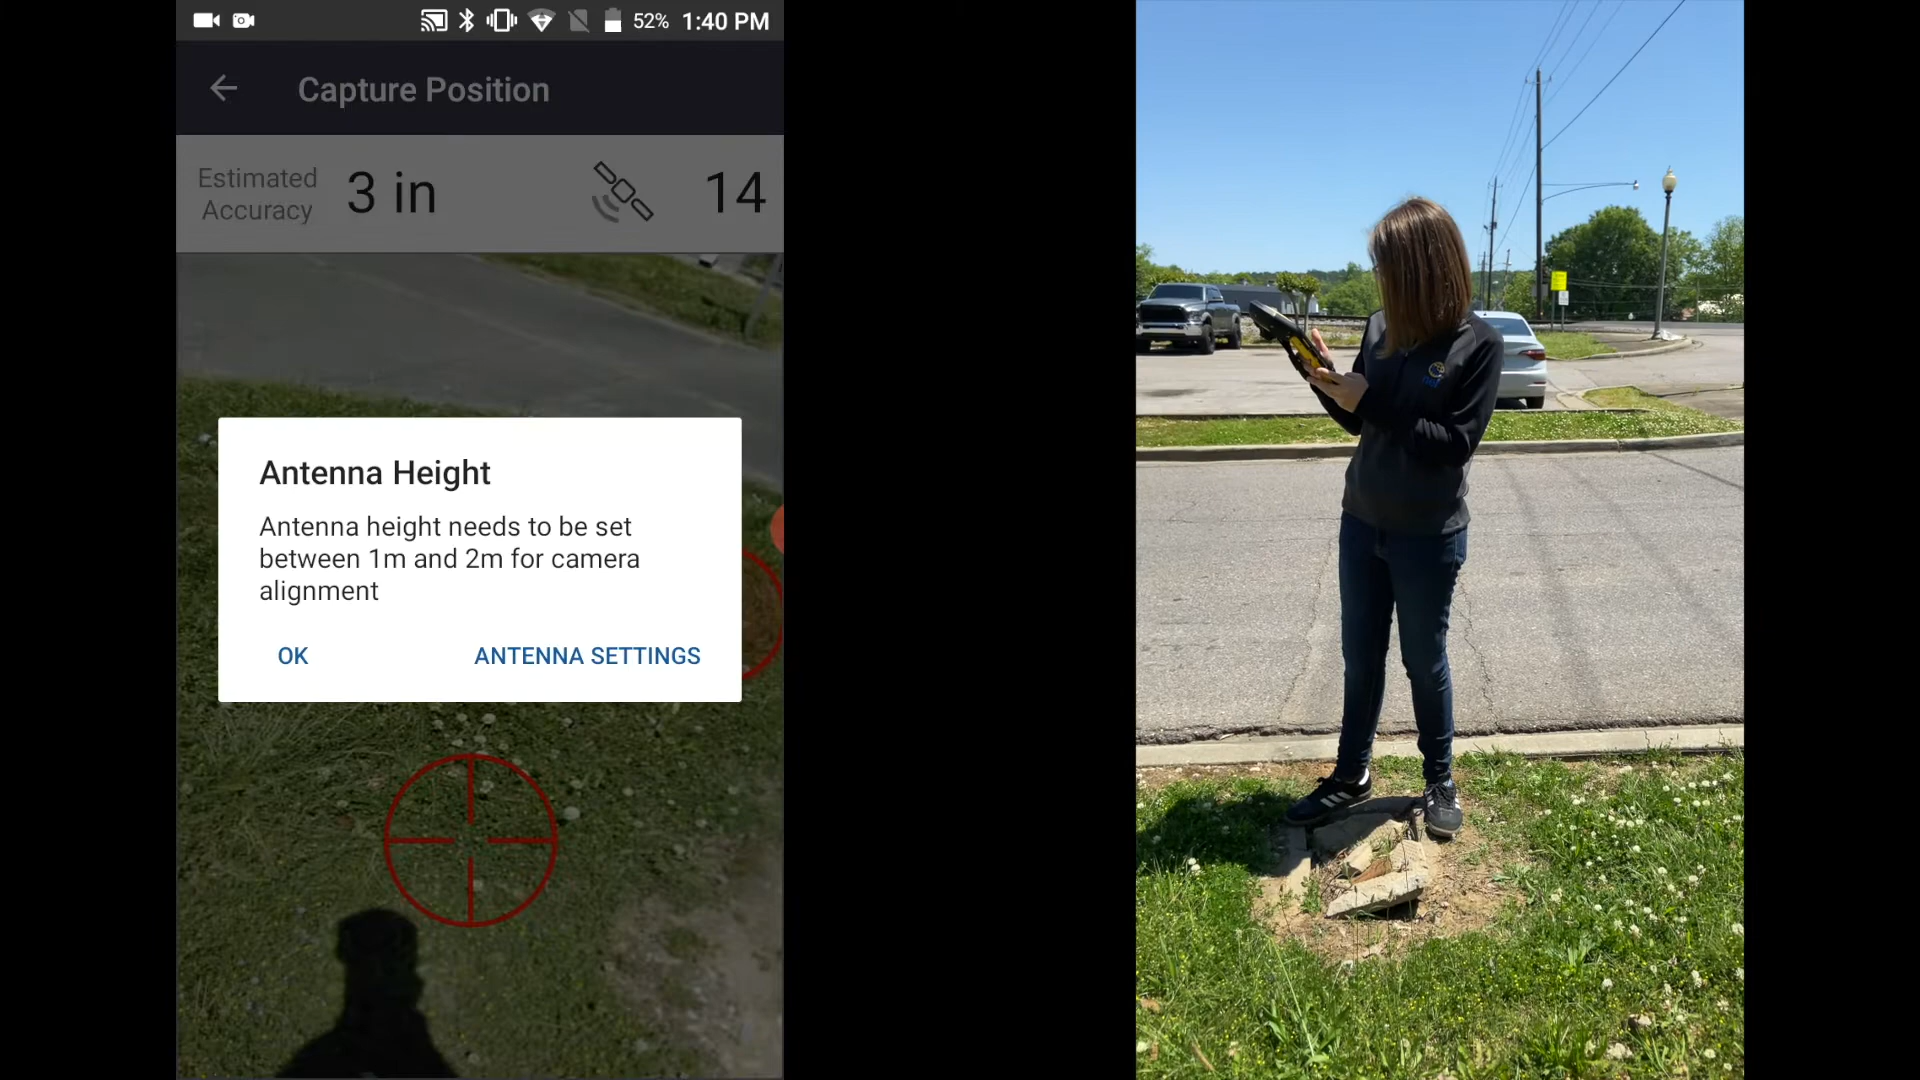 52% 1:40 PM
Capture Position
Estimated
Accuracy
3 in
14
Antenna Height
Antenna height needs to be set
between 1m and 2m for camera
alignment
OK
ANTENNA SETTINGS